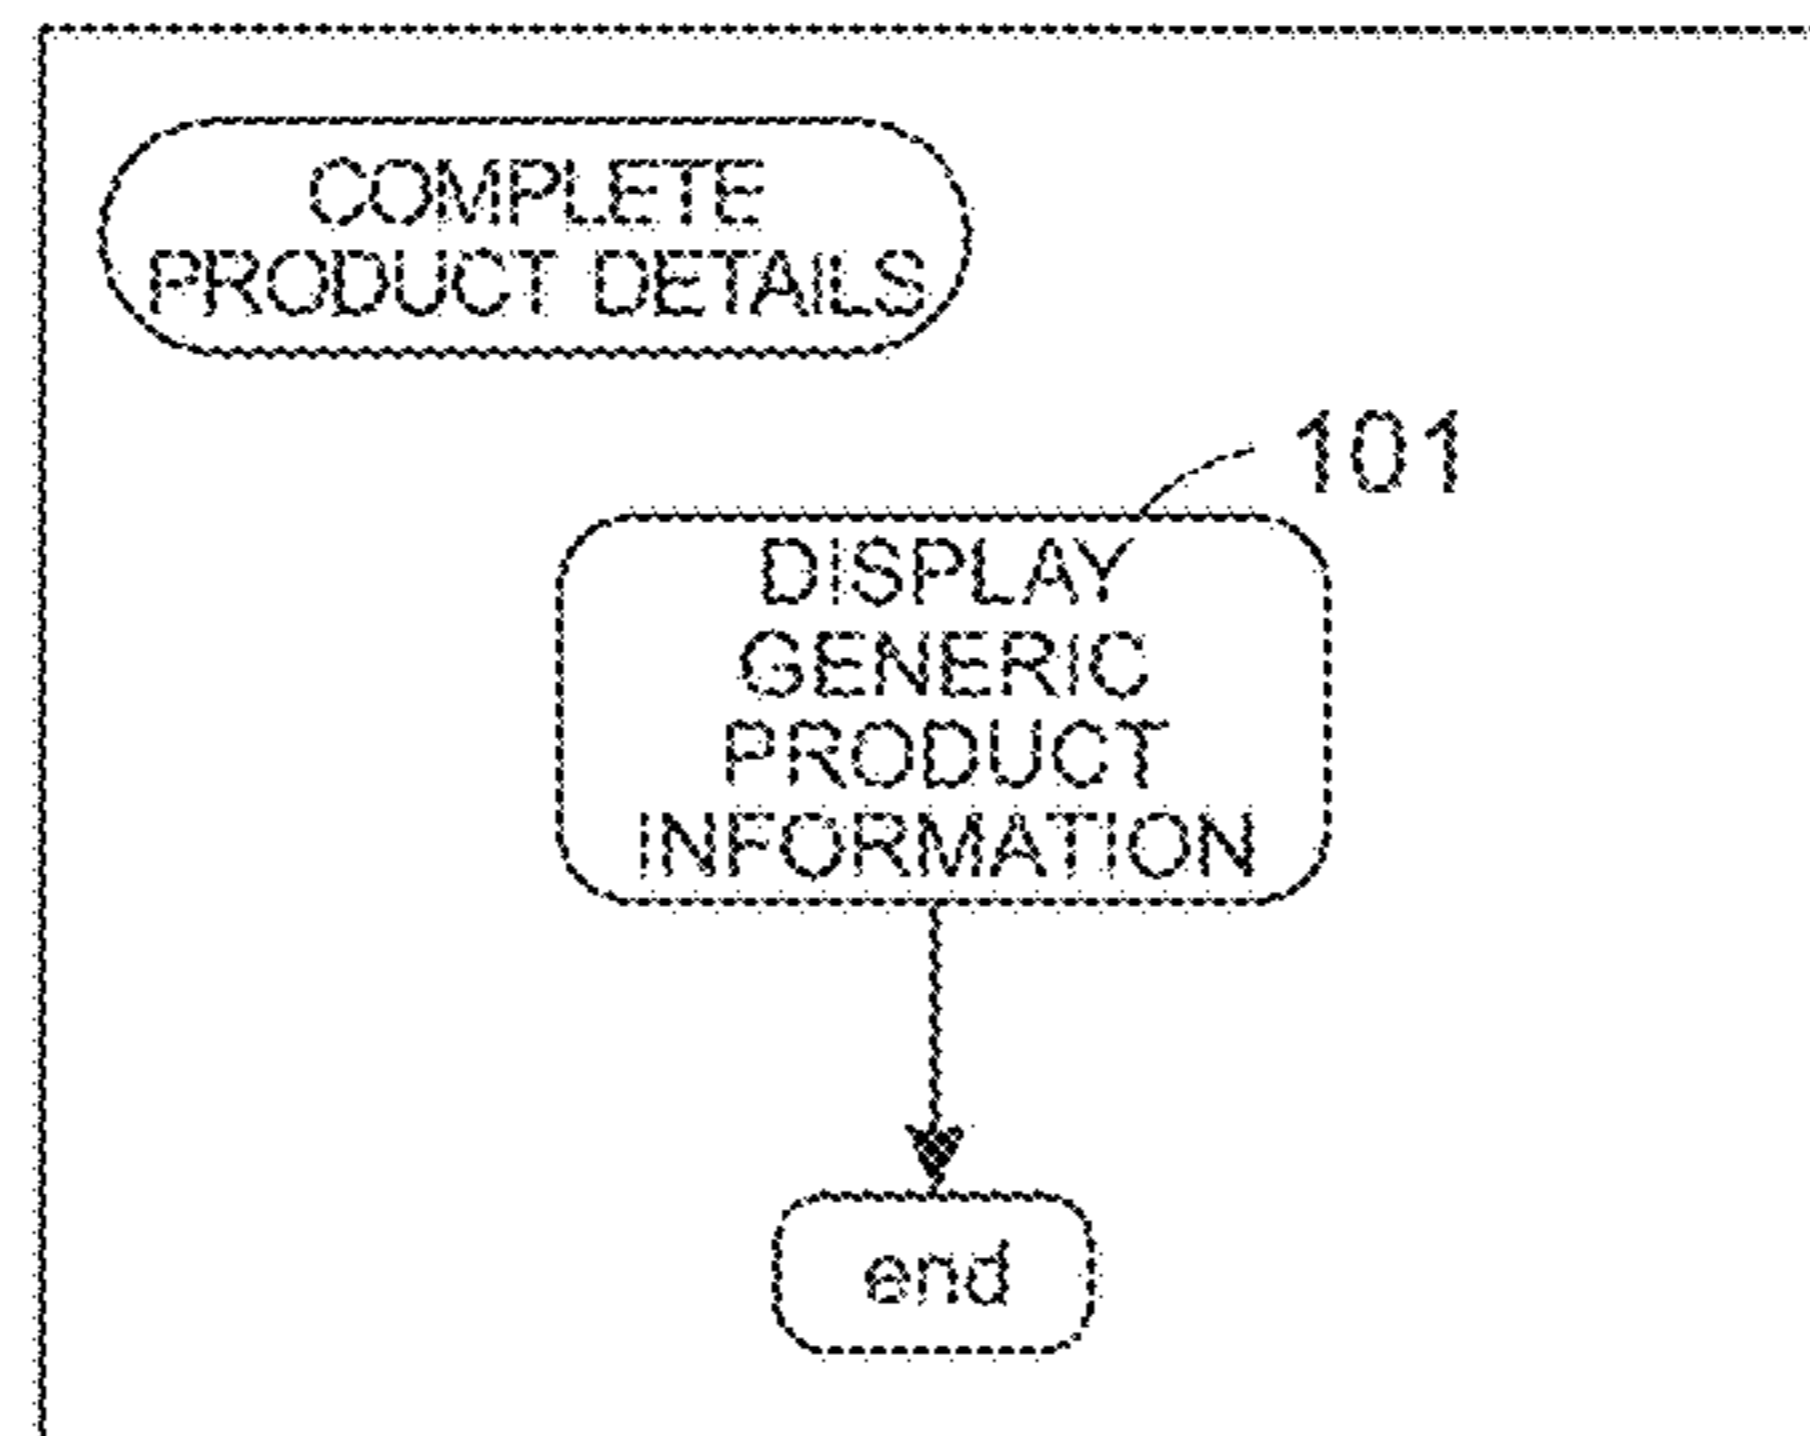 COMPLETE
PRODUCT DETAILS
101
DISPLAY
GENERIC
PRODUCT
INFORMATION
end